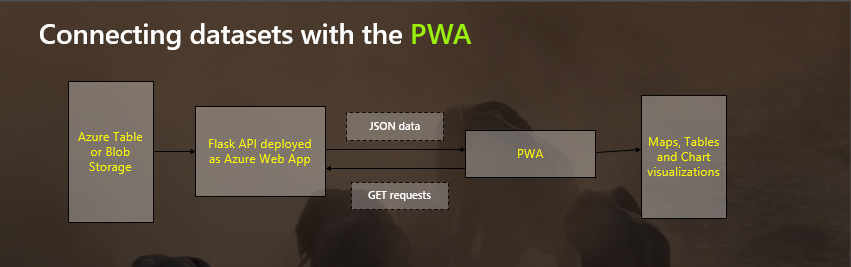 Connecting datasets with the PWA
Azure Table
or Blob
Storage
Flask API deployed
as Azure Web App
JSON data
GET requests
PWA
Maps, Tables
and Chart
visualizations